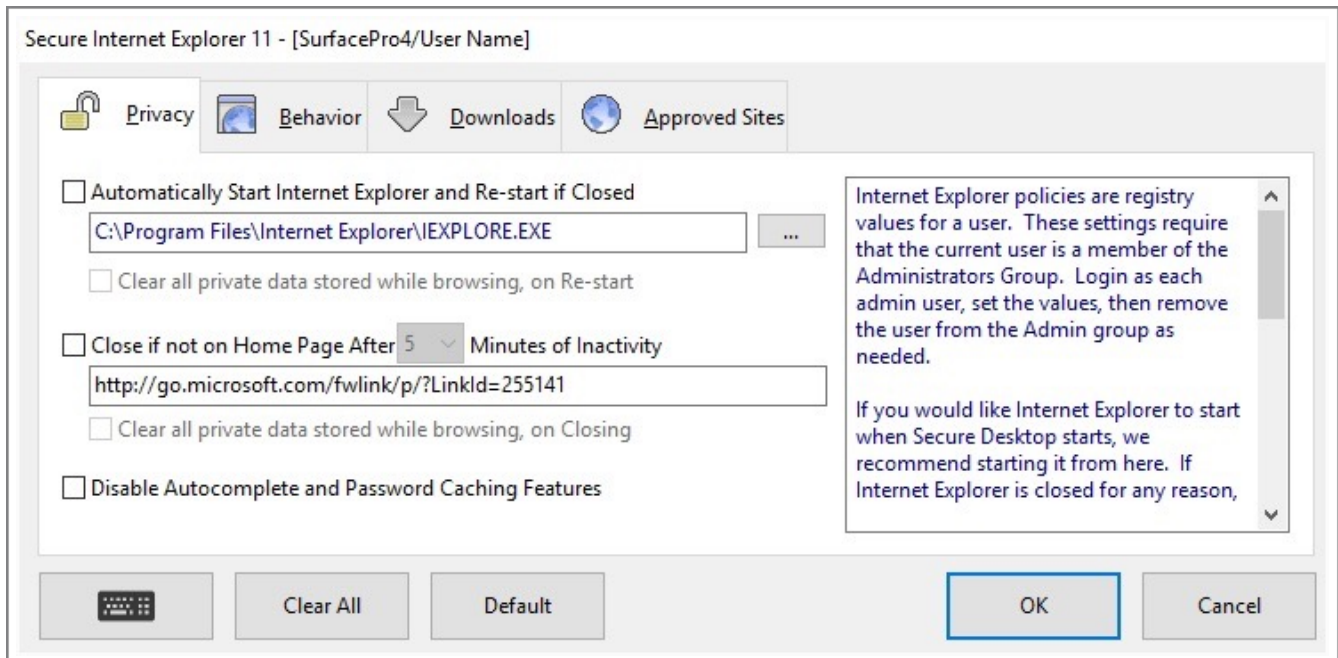 Secure Internet Explorer 11 - [SurfacePro4/User Name]
Privacy
Behavior
Downloads
Approved Sites
Automatically Start Internet Explorer and Re-start if Closed
C:\Program Files\Internet Explorer\IEXPLORE.EXE
...
Clear all private data stored while browsing, on Re-start
Close if not on Home Page After 5 Minutes of Inactivity
http://go.microsoft.com/fwlink/p/?LinkId=255141
Clear all private data stored while browsing, on Closing
Disable Autocomplete and Password Caching Features
Internet Explorer policies are registry
values for a user.  These settings require
that the current user is a member of the
Administrators Group.  Login as each
admin user, set the values, then remove
the user from the Admin group as
needed.
If you would like Internet Explorer to start
when Secure Desktop starts, we
recommend starting it from here.  If
Internet Explorer is closed for any reason,
Clear All
Default
OK
Cancel